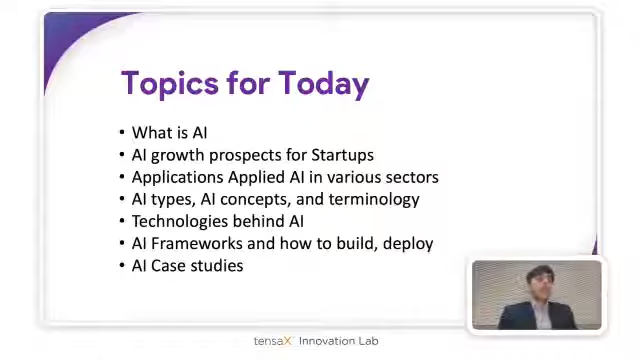 Topics for Today
• What is AI
• AI growth prospects for Startups
• Applications Applied AI in various sectors
• AI types, AI concepts, and terminology
• Technologies behind AI
• AI Frameworks and how to build, deploy
• AI Case studies
tensaX Innovation Lab